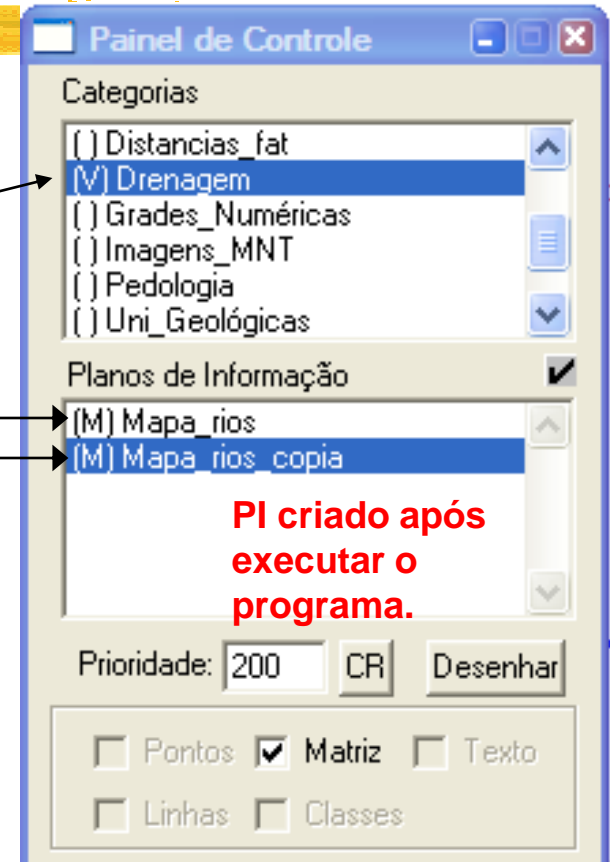 Painel de Controle
Categorias
( ) Distancias_fat
(V) Drenagem
( ) Grades_Numéricas
( ) Imagens_MNT
( ) Pedologia
( ) Uni_Geológicas
Planos de Informação
(M) Mapa_rios
(M) Mapa_rios_copia
PI criado após
executar o
programa.
Prioridade: 200 CR Desenhar
Pontos Matriz Texto
Linhas Classes